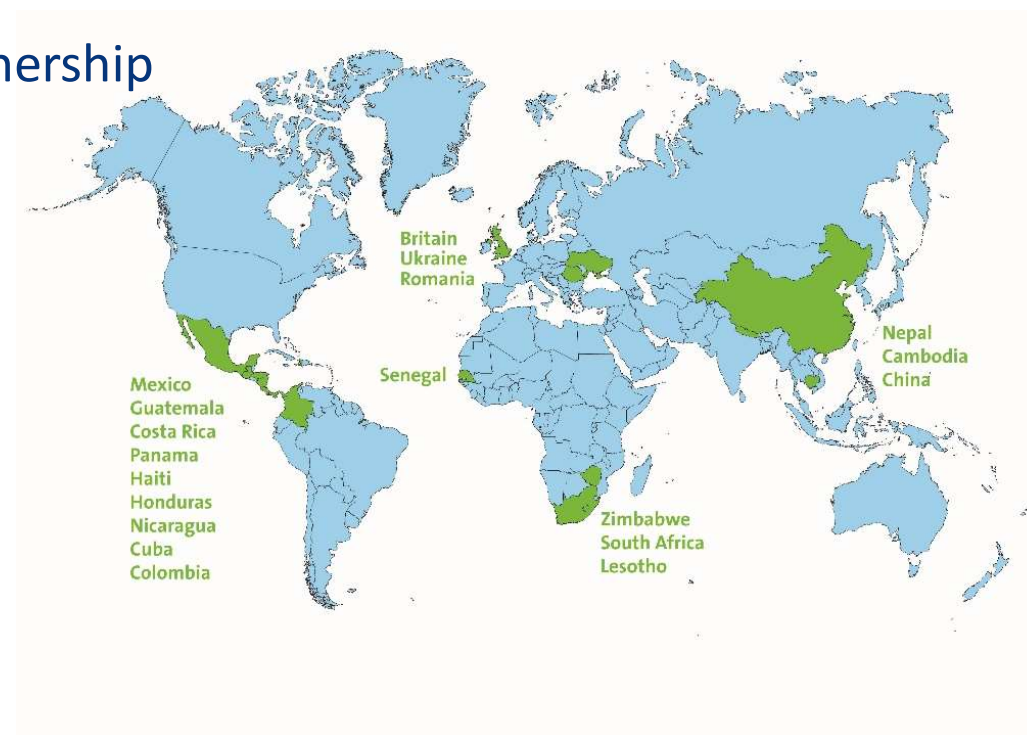 nership
Britain
Ukraine
Romania
Senegal
Mexico
Guatemala
Costa Rica
Panama
Haiti
Honduras
Nicaragua
Cuba
Colombia
Zimbabwe
South Africa
Lesotho
Nepal
Cambodia
China